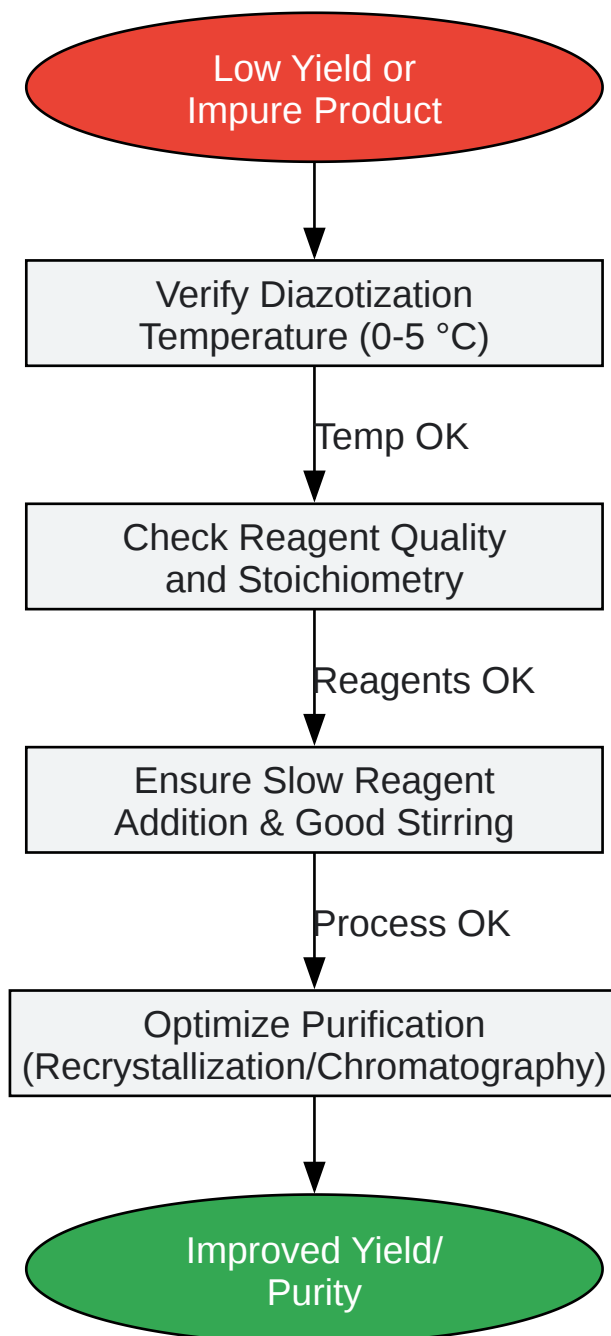 Low Yield or
Impure Product
Verify Diazotization
Temperature (0-5 °C)
Temp OK
Check Reagent Quality
and Stoichiometry
Reagents OK
Ensure Slow Reagent
Addition & Good Stirring
Process OK
Optimize Purification
(Recrystallization/Chromatography)
Improved Yield/
Purity